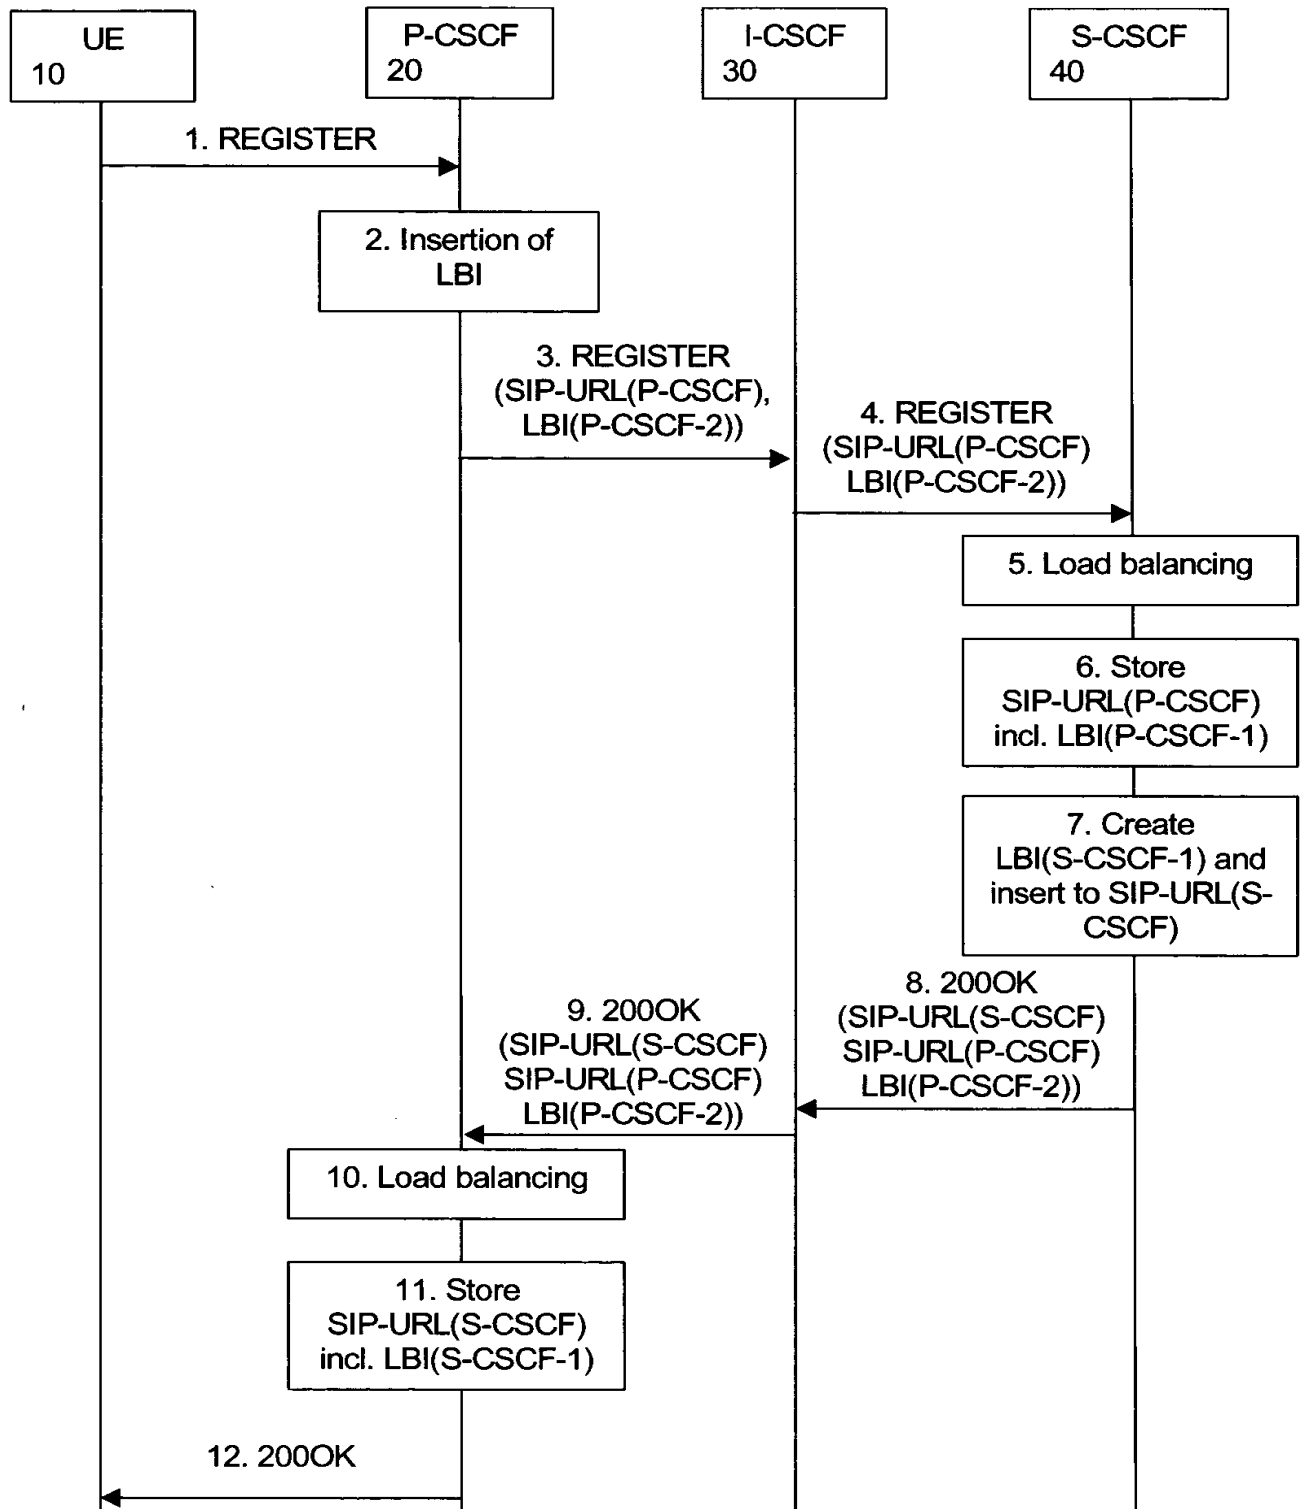 UE
10
P-CSCF
20
I-CSCF
30
S-CSCF
40
1. REGISTER
2. Insertion of
LBI
3. REGISTER
(SIP-URL(P-CSCF),
LBI(P-CSCF-2))
4. REGISTER
(SIP-URL(P-CSCF)
LBI(P-CSCF-2))
5. Load balancing
6. Store
SIP-URL(P-CSCF)
incl. LBI(P-CSCF-1)
7. Create
LBI(S-CSCF-1) and
insert to SIP-URL(S-
CSCF)
8. 200OK
(SIP-URL(S-CSCF)
SIP-URL(P-CSCF)
LBI(P-CSCF-2))
9. 200OK
(SIP-URL(S-CSCF)
SIP-URL(P-CSCF)
LBI(P-CSCF-2))
10. Load balancing
11. Store
SIP-URL(S-CSCF)
incl. LBI(S-CSCF-1)
12. 200OK